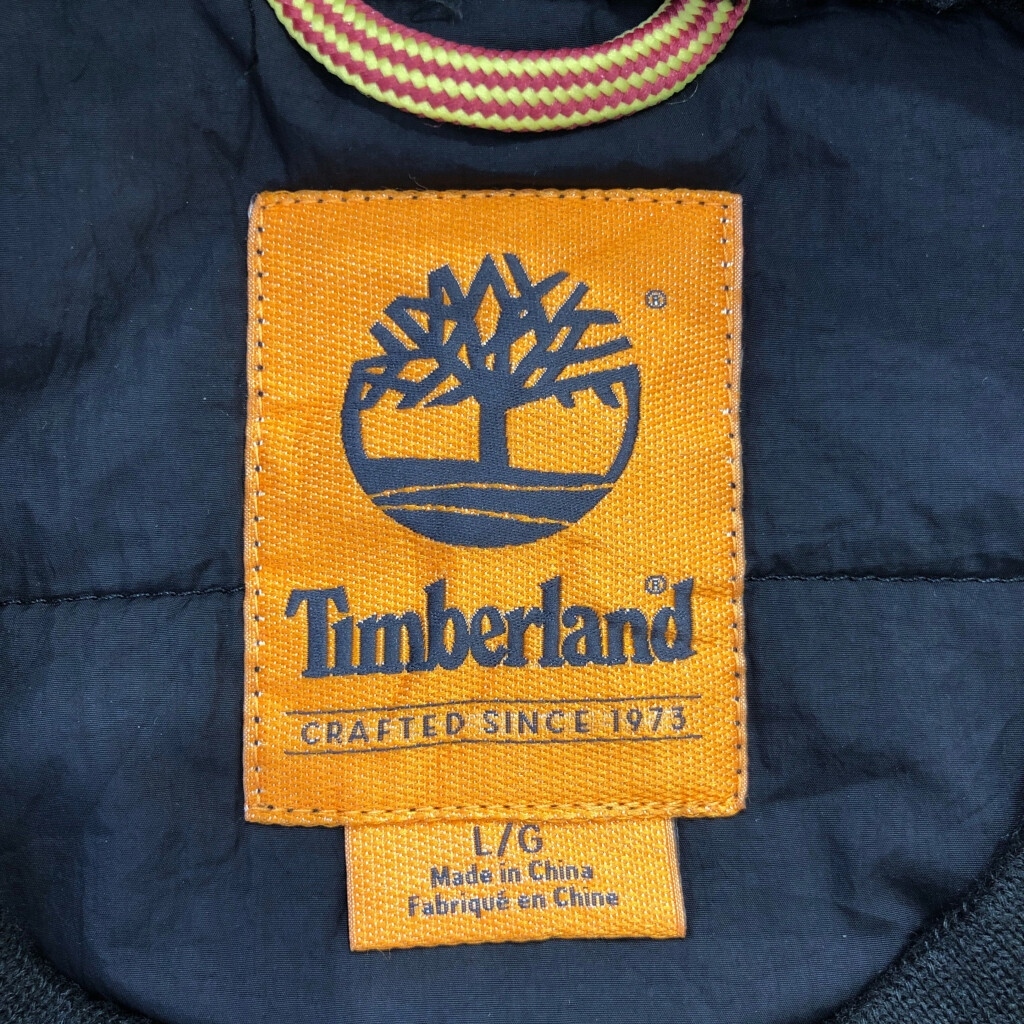 ®
Timberland®
CRAFTED SINCE 1973
L/G
Made in China
Fabriqué en Chine